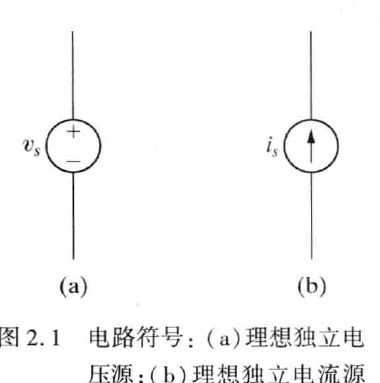 +
v_s
−
i_s
(a)
(b)
图 2.1 电路符号：(a)理想独立电
压源；(b)理想独立电流源